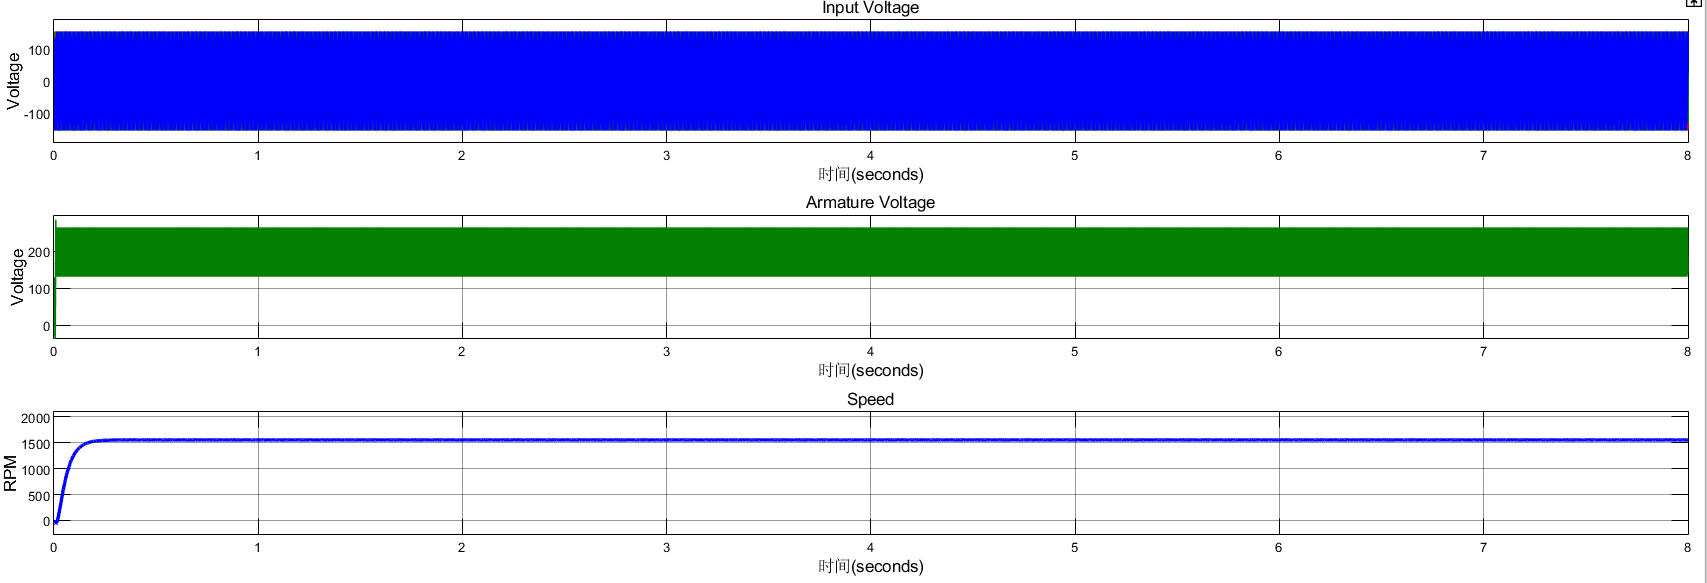 Input Voltage
Voltage
100
0
-100
0 1 2 3 4 5 6 7 8
时间(seconds)
Armature Voltage
Voltage
200
100
0
0 1 2 3 4 5 6 7 8
时间(seconds)
Speed
RPM
2000
1500
1000
500
0
0 1 2 3 4 5 6 7 8
时间(seconds)